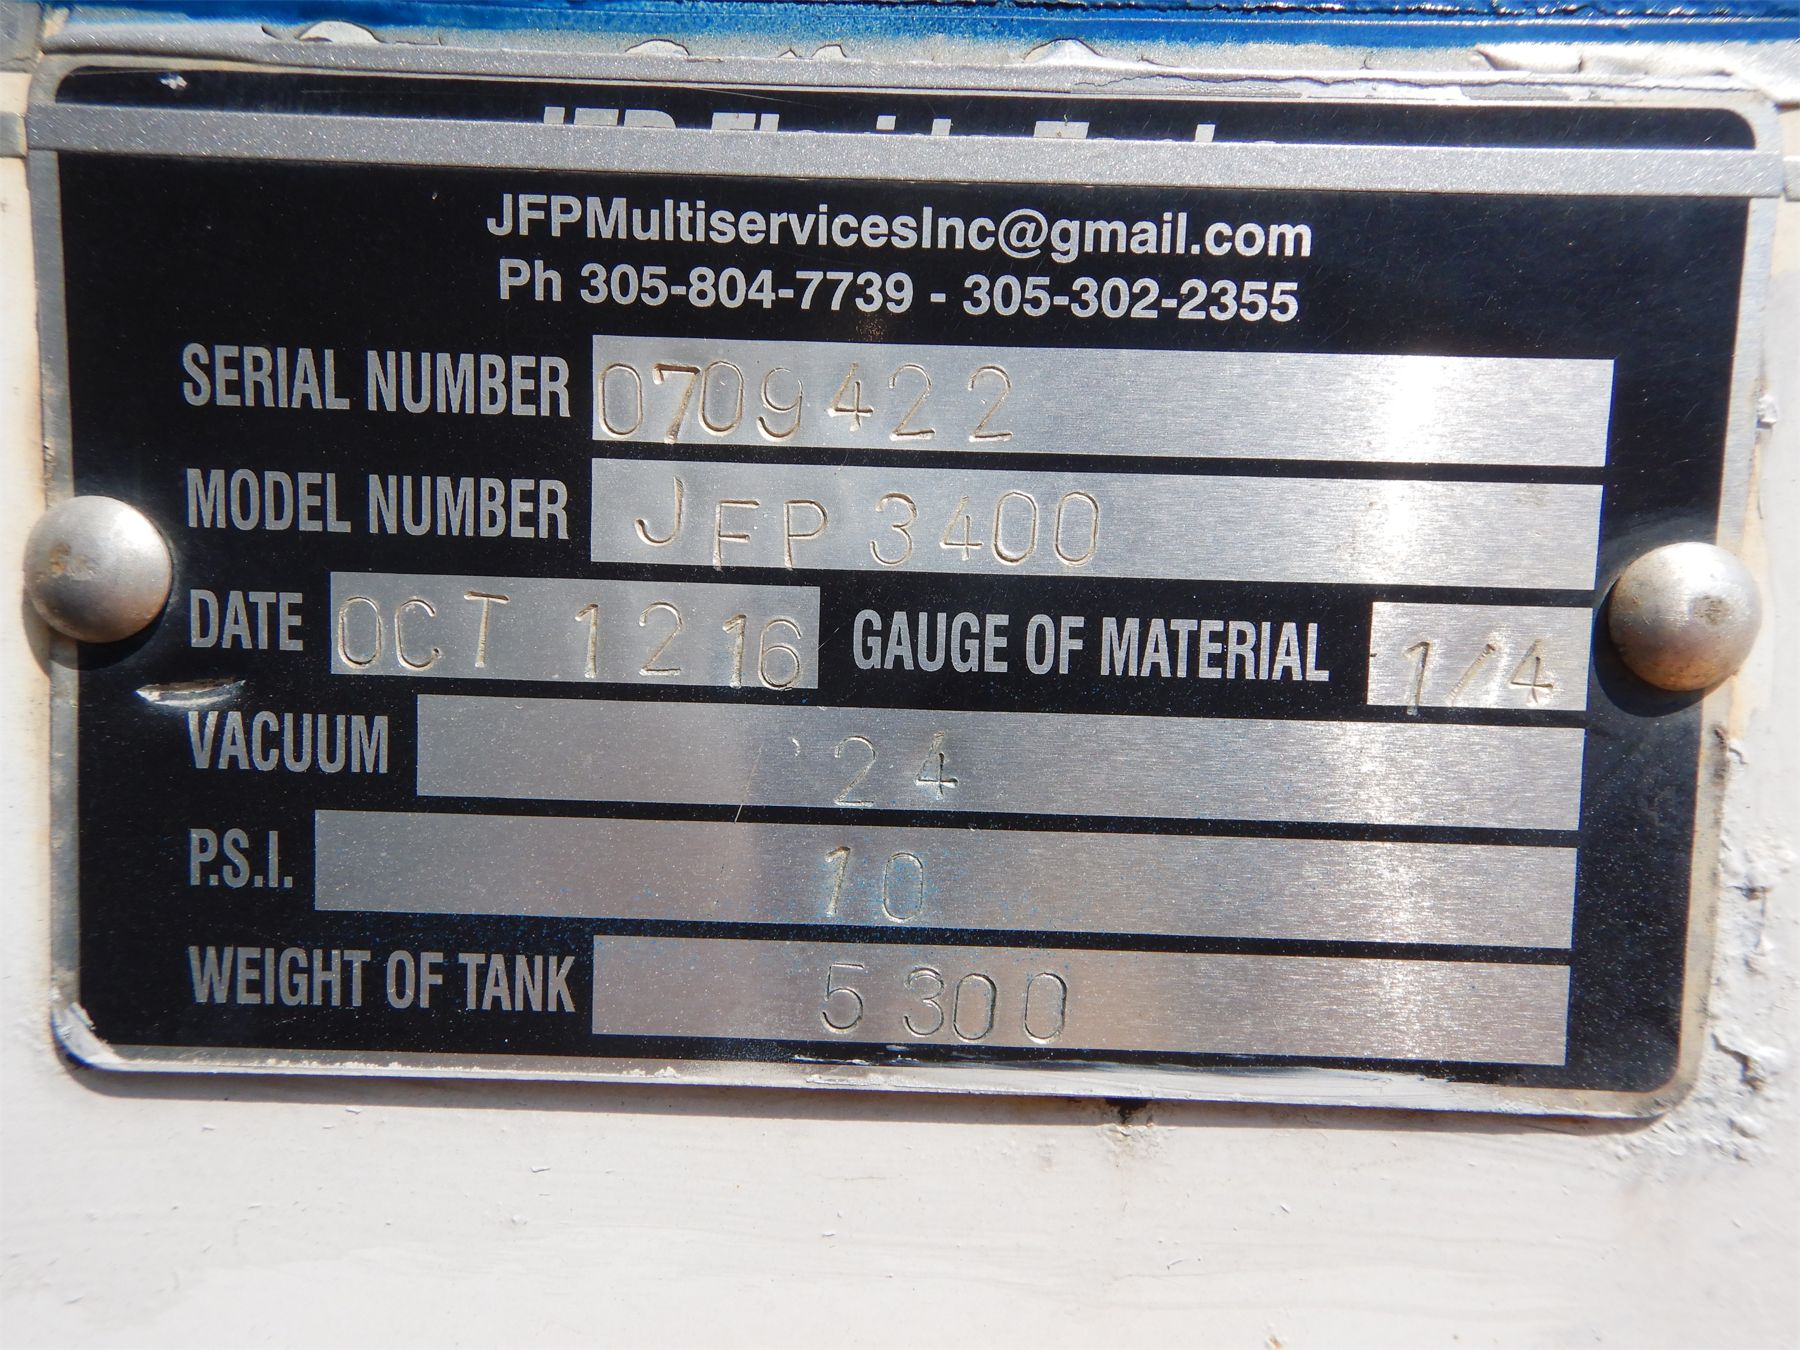 JFPMultiservicesInc@gmail.com
Ph 305-804-7739 - 305-302-2355
SERIAL NUMBER 0709422
MODEL NUMBER JFP 3400
DATE OCT 12 16 GAUGE OF MATERIAL 1/4
VACUUM 24
P.S.I. 10
WEIGHT OF TANK 5300